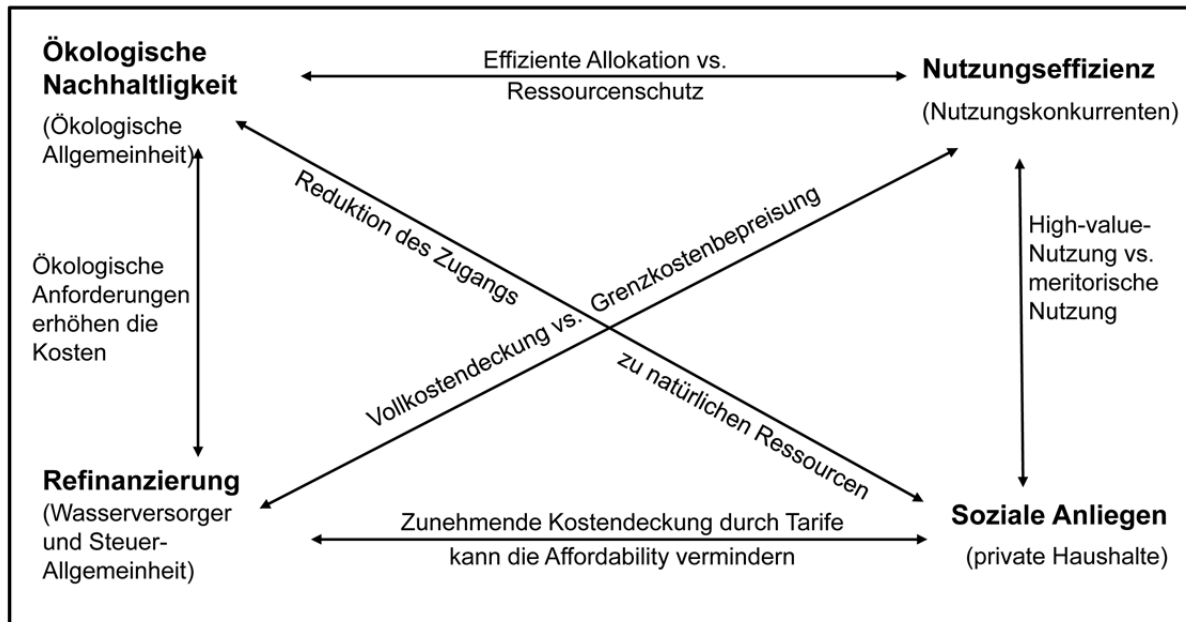 Ökologische
Nachhaltigkeit
(Ökologische
Allgemeinheit)
Effiziente Allokation vs.
Ressourcenschutz
Nutzungseffizienz
(Nutzungskonkurrenten)
Reduktion des Zugangs
zu natürlichen Ressourcen
Vollkostendeckung vs. Grenzkostenbepreisung
Ökologische
Anforderungen
erhöhen die
Kosten
High-value-
Nutzung vs.
meritorische
Nutzung
Refinanzierung
(Wasserversorger
und Steuer-
Allgemeinheit)
Zunehmende Kostendeckung durch Tarife
kann die Affordability vermindern
Soziale Anliegen
(private Haushalte)